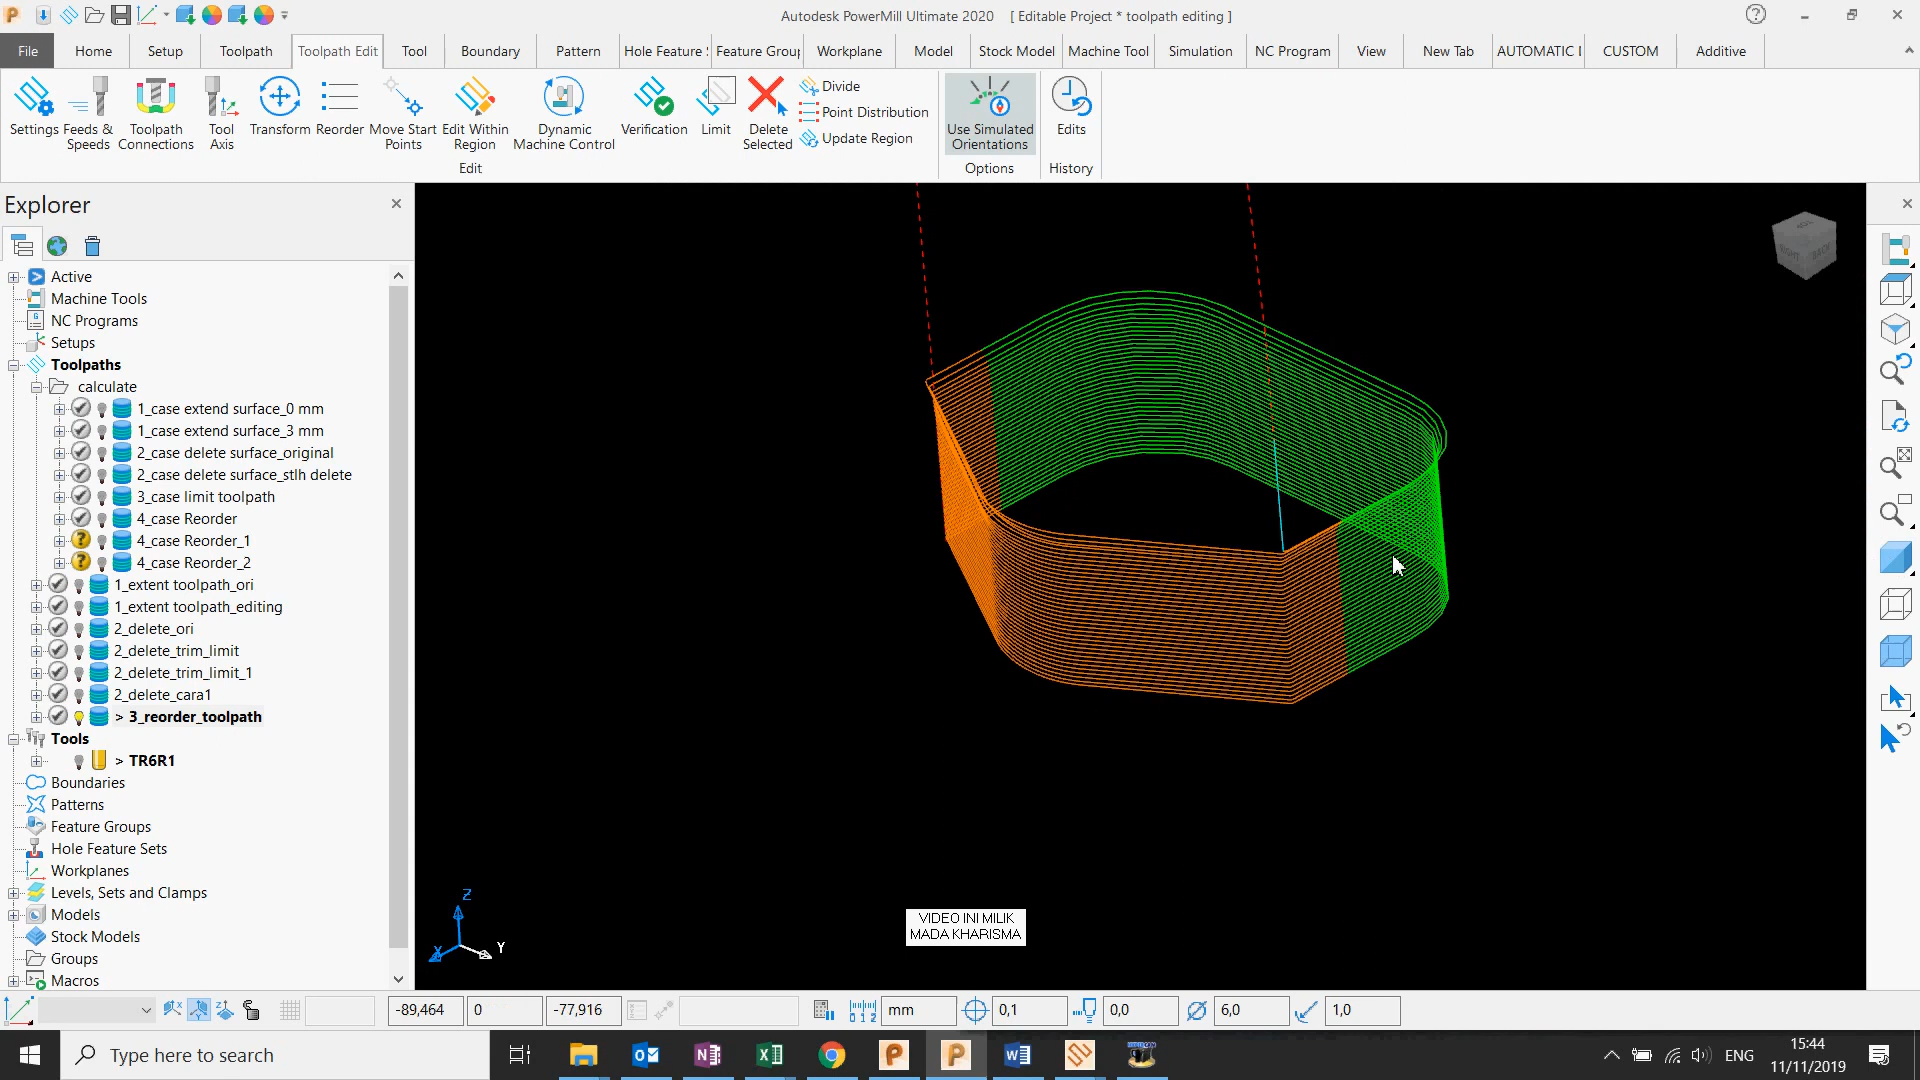 Autodesk PowerMill Ultimate 2020 [ Editable Project * toolpath editing ]
File Home Setup Toolpath Toolpath Edit Tool Boundary Pattern Hole Feature Feature Group Workplane Model Stock Model Machine Tool Simulation NC Program View New Tab AUTOMATIC CUSTOM Additive
Settings
Feeds & Speeds
Toolpath Connections
Tool Axis
Transform
Reorder
Move Start Points
Edit Within Region
Dynamic Machine Control
Verification
Limit
Delete Selected
Divide
Point Distribution
Update Region
Use Simulated Orientations
Edits
Edit
Options
History
Explorer
Active
Machine Tools
NC Programs
Setups
Toolpaths
calculate
1_case extend surface_0 mm
1_case extend surface_3 mm
2_case delete surface_original
2_case delete surface_stlh delete
3_case limit toolpath
4_case Reorder
4_case Reorder_1
4_case Reorder_2
1_extent toolpath_ori
1_extent toolpath_editing
2_delete_ori
2_delete_trim_limit
2_delete_trim_limit_1
2_delete_cara1
> 3_reorder_toolpath
Tools
> TR6R1
Boundaries
Patterns
Feature Groups
Hole Feature Sets
Workplanes
Levels, Sets and Clamps
Models
Stock Models
Groups
Macros
Z
X
Y
VIDEO INI MILIK
MADA KHARISMA
-89,464 0 -77,916 mm 0,1 0,0 6,0 1,0
Type here to search
ENG
15:44
11/11/2019